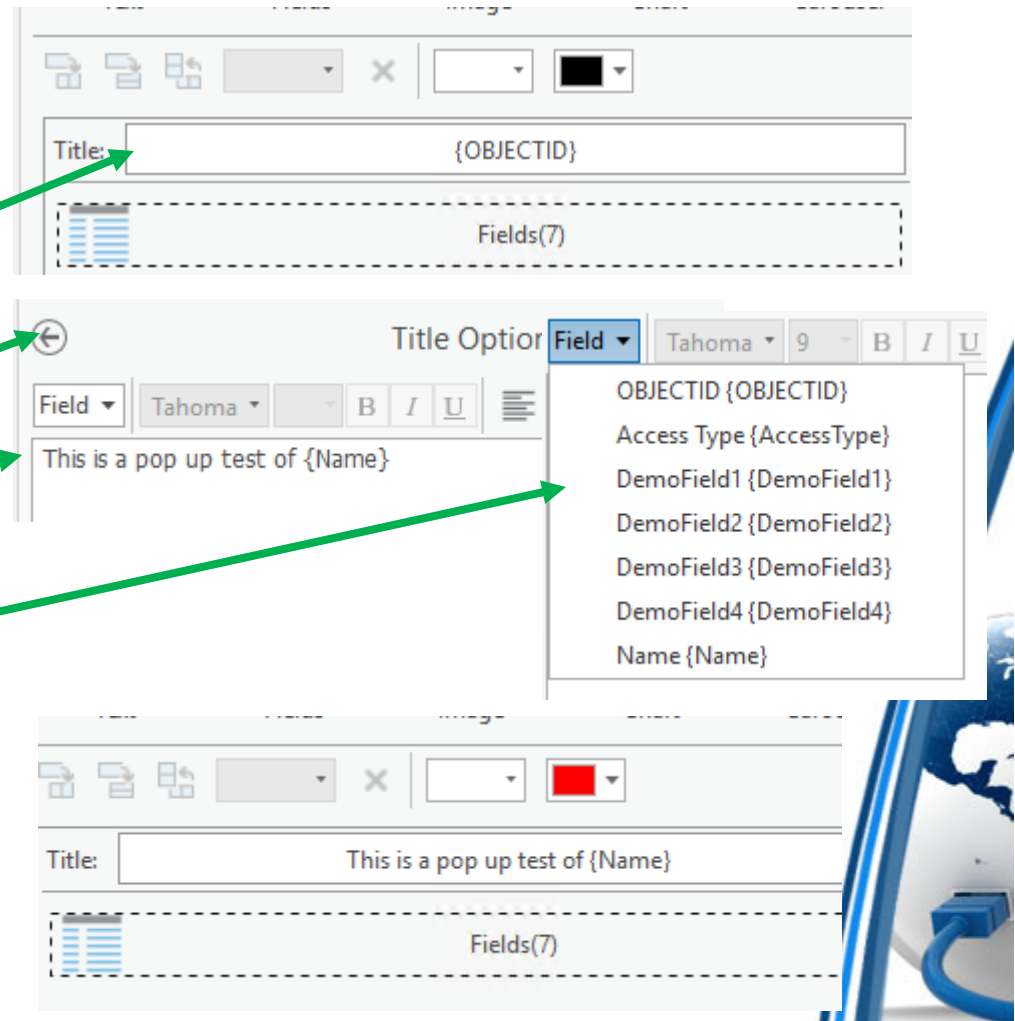 Title:
{OBJECTID}
Fields(7)
Title Option
Field
Tahoma
9
B
I
U
Field
Tahoma
B
I
U
This is a pop up test of {Name}
OBJECTID {OBJECTID}
Access Type {AccessType}
DemoField1 {DemoField1}
DemoField2 {DemoField2}
DemoField3 {DemoField3}
DemoField4 {DemoField4}
Name {Name}
Title:
This is a pop up test of {Name}
Fields(7)